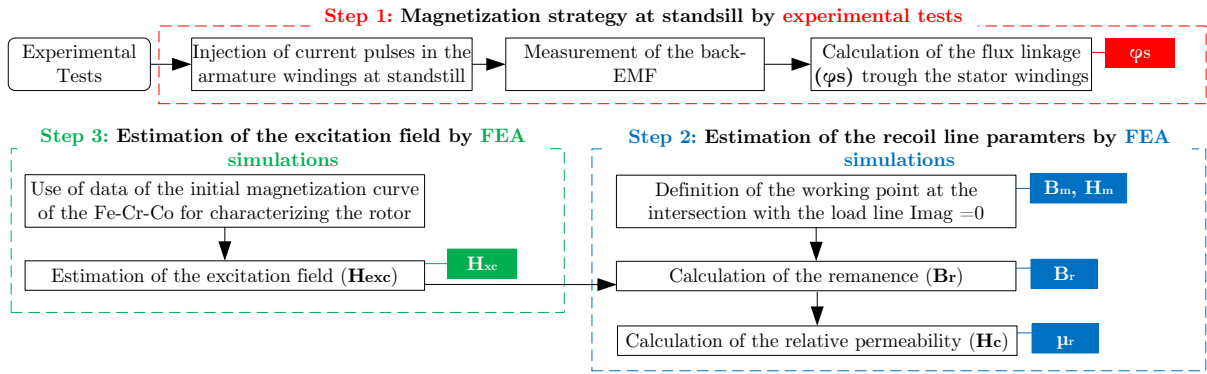 Step 1: Magnetization strategy at standsill by experimental tests
Experimental
Tests
Injection of current pulses in the
armature windings at standstill
Measurement of the back-
EMF
Calculation of the flux linkage
(φs) trough the stator windings
φs
Step 3: Estimation of the excitation field by FEA
simulations
Use of data of the initial magnetization curve
of the Fe-Cr-Co for characterizing the rotor
Estimation of the excitation field (Hexc)
Hxc
Step 2: Estimation of the recoil line paramters by FEA
simulations
Definition of the working point at the
intersection with the load line Imag =0
Bm, Hm
Calculation of the remanence (Br)
Br
Calculation of the relative permeability (Hc)
μr